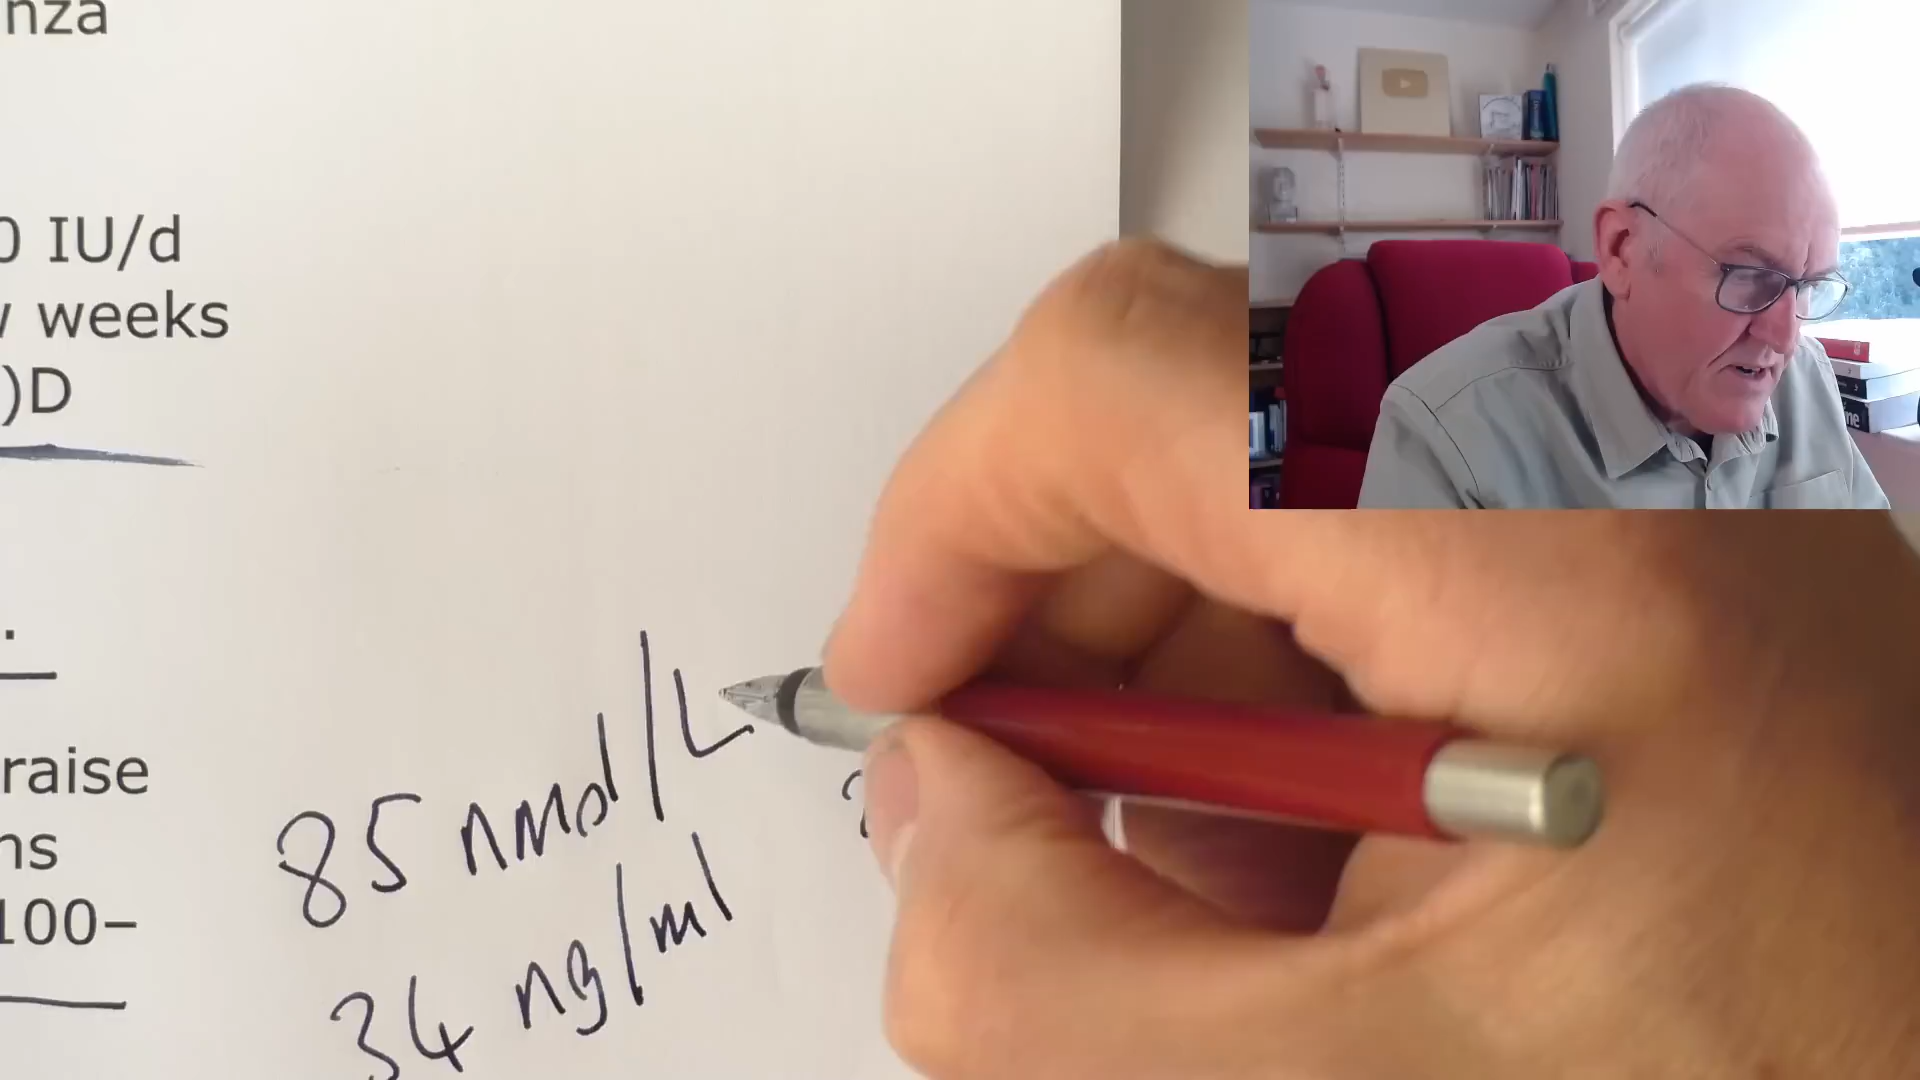 nza
0 IU/d
weeks
)D
.
raise
ns
100–
85 nmol/L
34 ng/ml